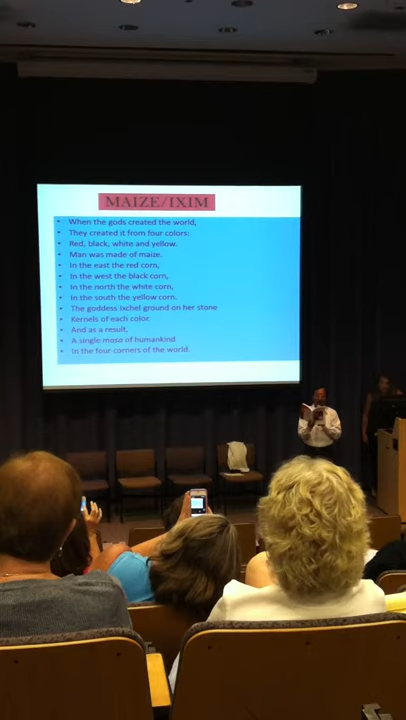 MAIZE/IXIM
• When the gods created the world,
• They created it from four colors:
• Red, black, white and yellow.
• Man was made of maize.
• In the east the red corn,
• In the west the black corn,
• In the north the white corn,
• In the south the yellow corn.
• The goddess Ixchel ground on her stone
• Kernels of each color.
• And as a result,
• A single masa of humankind
• In the four corners of the world.